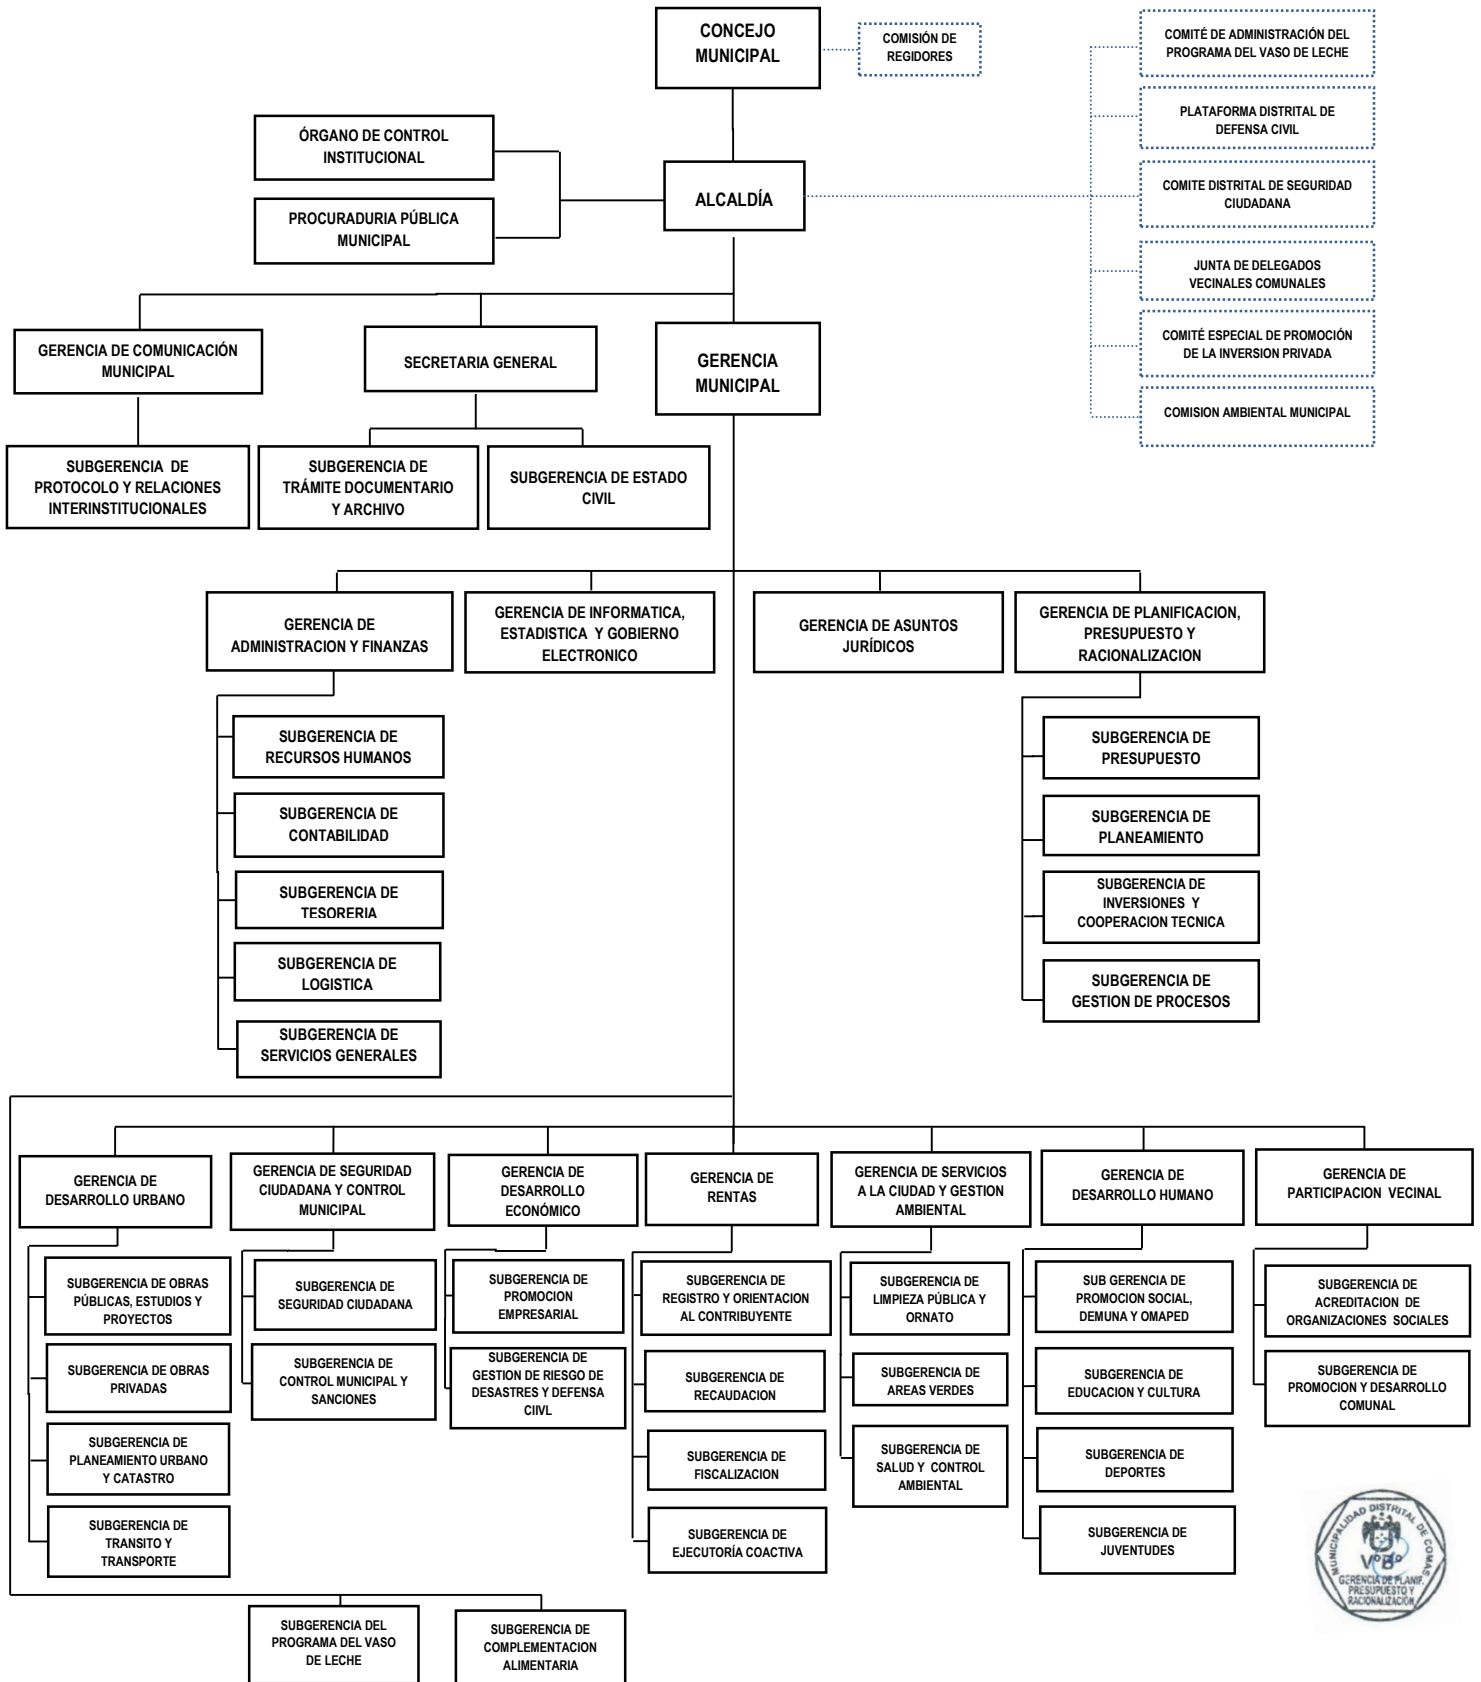 CONCEJO
MUNICIPAL
COMISIÓN DE
REGIDORES
COMITÉ DE ADMINISTRACIÓN DEL
PROGRAMA DEL VASO DE LECHE
PLATAFORMA DISTRITAL DE
DEFENSA CIVIL
ÓRGANO DE CONTROL
INSTITUCIONAL
ALCALDÍA
COMITE DISTRITAL DE SEGURIDAD
CIUDADANA
PROCURADURIA PÚBLICA
MUNICIPAL
JUNTA DE DELEGADOS
VECINALES COMUNALES
COMITÉ ESPECIAL DE PROMOCIÓN
DE LA INVERSION PRIVADA
COMISION AMBIENTAL MUNICIPAL
GERENCIA DE COMUNICACIÓN
MUNICIPAL
SECRETARIA GENERAL
GERENCIA
MUNICIPAL
SUBGERENCIA DE
PROTOCOLO Y RELACIONES
INTERINSTITUCIONALES
SUBGERENCIA DE
TRÁMITE DOCUMENTARIO
Y ARCHIVO
SUBGERENCIA DE ESTADO
CIVIL
GERENCIA DE
ADMINISTRACION Y FINANZAS
GERENCIA DE INFORMATICA,
ESTADISTICA Y GOBIERNO
ELECTRONICO
GERENCIA DE ASUNTOS
JURÍDICOS
GERENCIA DE PLANIFICACION,
PRESUPUESTO Y
RACIONALIZACION
SUBGERENCIA DE
RECURSOS HUMANOS
SUBGERENCIA DE
CONTABILIDAD
SUBGERENCIA DE
TESORERIA
SUBGERENCIA DE
LOGISTICA
SUBGERENCIA DE
SERVICIOS GENERALES
SUBGERENCIA DE
PRESUPUESTO
SUBGERENCIA DE
PLANEAMIENTO
SUBGERENCIA DE
INVERSIONES Y
COOPERACION TECNICA
SUBGERENCIA DE
GESTION DE PROCESOS
GERENCIA DE
DESARROLLO URBANO
GERENCIA DE SEGURIDAD
CIUDADANA Y CONTROL
MUNICIPAL
GERENCIA DE
DESARROLLO
ECONÓMICO
GERENCIA DE
RENTAS
GERENCIA DE SERVICIOS
A LA CIUDAD Y GESTION
AMBIENTAL
GERENCIA DE
DESARROLLO HUMANO
GERENCIA DE
PARTICIPACION VECINAL
SUBGERENCIA DE OBRAS
PÚBLICAS, ESTUDIOS Y
PROYECTOS
SUBGERENCIA DE OBRAS
PRIVADAS
SUBGERENCIA DE
PLANEAMIENTO URBANO
Y CATASTRO
SUBGERENCIA DE
TRANSITO Y
TRANSPORTE
SUBGERENCIA DE
SEGURIDAD CIUDADANA
SUBGERENCIA DE
CONTROL MUNICIPAL Y
SANCIONES
SUBGERENCIA DE
PROMOCION
EMPRESARIAL
SUBGERENCIA DE
GESTION DE RIESGO DE
DESASTRES Y DEFENSA
CIIVL
SUBGERENCIA DE
REGISTRO Y ORIENTACION
AL CONTRIBUYENTE
SUBGERENCIA DE
RECAUDACION
SUBGERENCIA DE
FISCALIZACION
SUBGERENCIA DE
EJECUTORÍA COACTIVA
SUBGERENCIA DE
LIMPIEZA PÚBLICA Y
ORNATO
SUBGERENCIA DE
AREAS VERDES
SUBGERENCIA DE
SALUD Y CONTROL
AMBIENTAL
SUB GERENCIA DE
PROMOCION SOCIAL,
DEMUNA Y OMAPED
SUBGERENCIA DE
EDUCACION Y CULTURA
SUBGERENCIA DE
DEPORTES
SUBGERENCIA DE
JUVENTUDES
SUBGERENCIA DE
ACREDITACION DE
ORGANIZACIONES SOCIALES
SUBGERENCIA DE
PROMOCION Y DESARROLLO
COMUNAL
SUBGERENCIA DEL
PROGRAMA DEL VASO
DE LECHE
SUBGERENCIA DE
COMPLEMENTACION
ALIMENTARIA
MUNICIPALIDAD DISTRITAL DE COMAS
V°B°
GERENCIA DE PLANIF.
PRESUPUESTO Y
RACIONALIZACIÓN